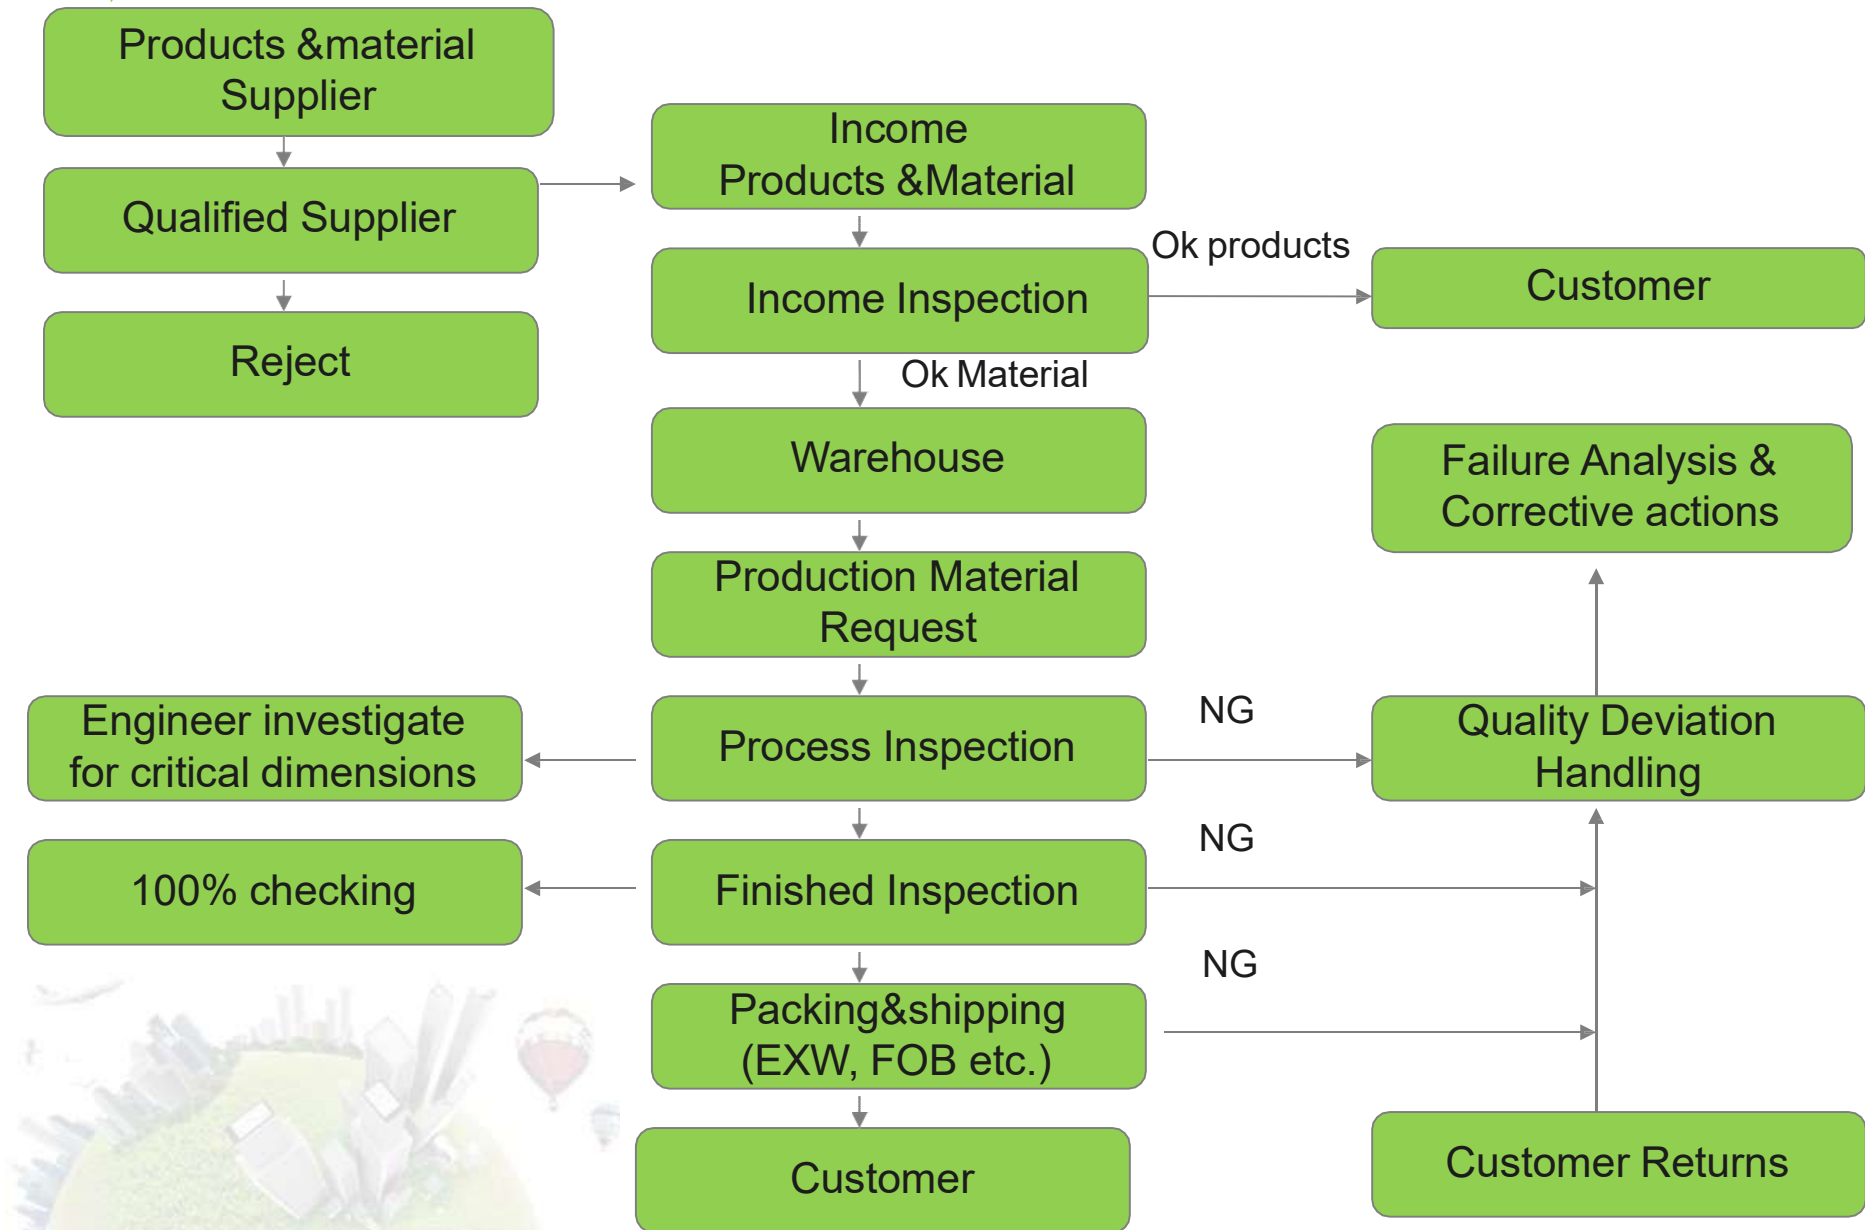 Products &material
Supplier
Qualified Supplier
Reject
Income
Products &Material
Income Inspection
Ok products
Customer
Ok Material
Warehouse
Failure Analysis &
Corrective actions
Production Material
Request
Engineer investigate
for critical dimensions
Process Inspection
NG
Quality Deviation
Handling
100% checking
Finished Inspection
NG
Packing&shipping
(EXW, FOB etc.)
NG
Customer
Customer Returns